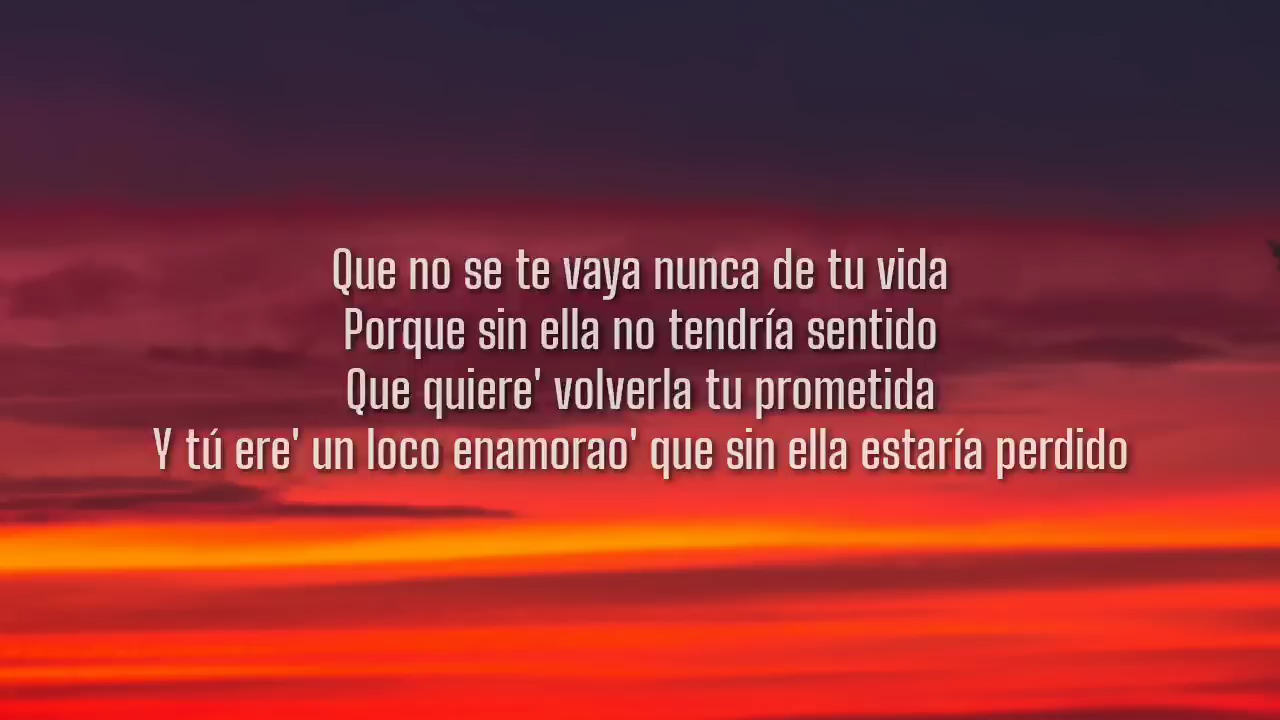 Que no se te vaya nunca de tu vida
Porque sin ella no tendría sentido
Que quiere' volverla tu prometida
Y tú ere' un loco enamorao' que sin ella estaría perdido